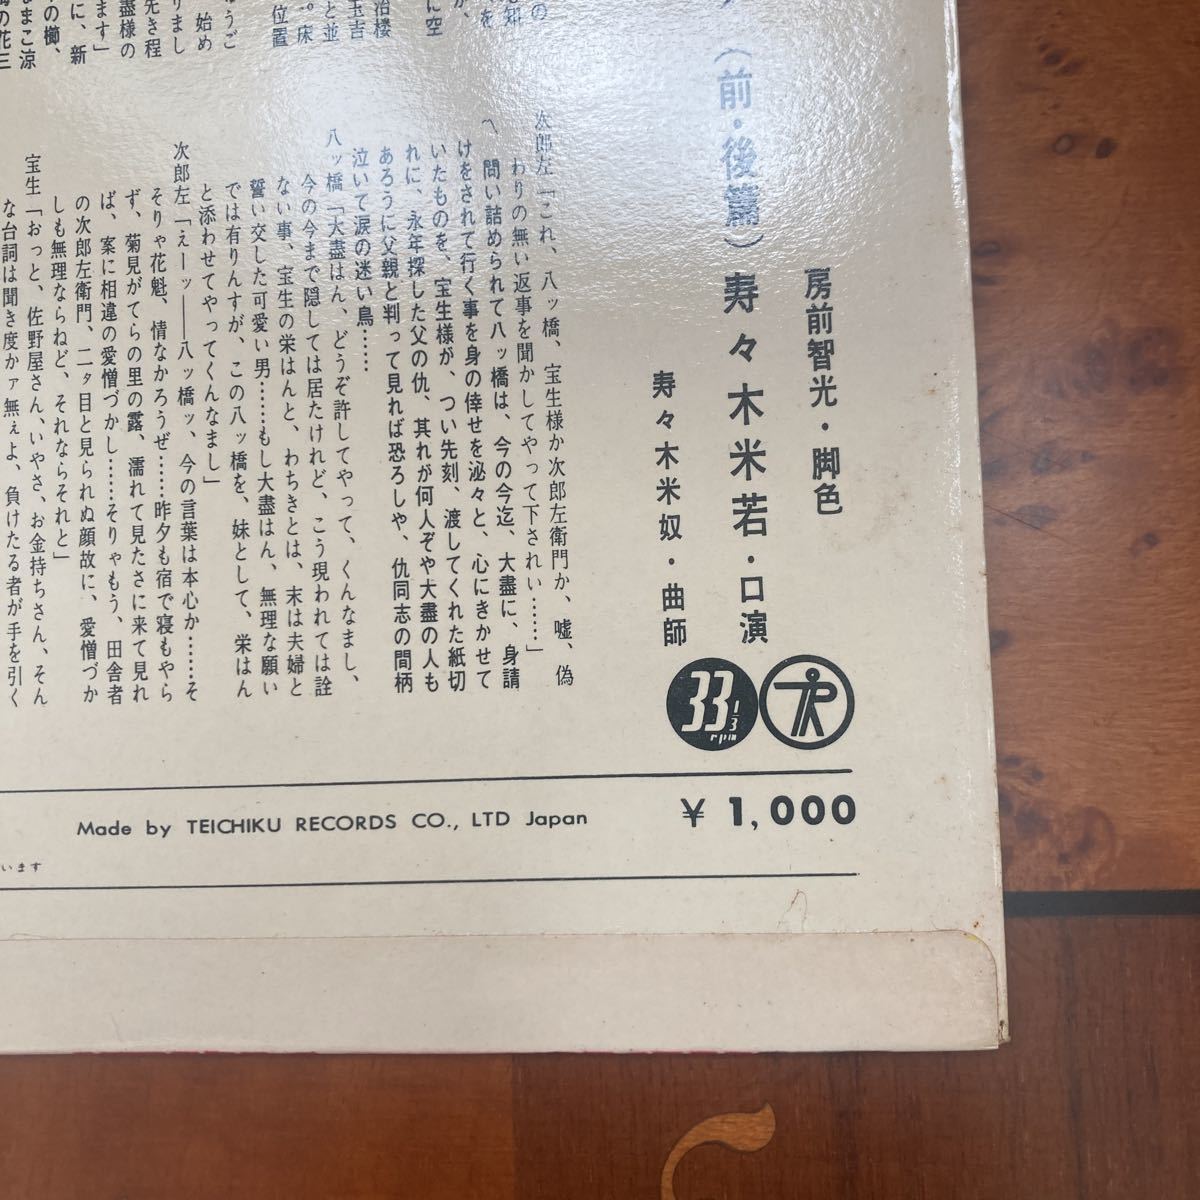 房前智光・脚色
（前・後篇）寿々木米若・口演
寿々木米奴・曲師
次郎左「これ、八ッ橋、宝生様か次郎左衛門か、嘘、偽
わりの無い返事を聞かしてやって下されい……」
〽問い詰められて八ッ橋は、今の今迄、大盡に、身請
けをされて行く事を身の倖せを泌々と、心にきかせて
いたものを、宝生様が、つい先刻、渡してくれた紙切
れに、永年探した父の仇、其れが何人ぞや大盡の人も
あろうに父親と判って見れば恐ろしや、仇同志の間柄
泣いて涙の迷い鳥……
八ッ橋「大盡はん、どうぞ許してやって、くんなまし、
今の今まで隠しては居たけれど、こう現われては詮
ない事、宝生の栄はんと、わちきとは、末は夫婦と
誓い交した可愛い男……もし大盡はん、無理な願い
では有りんすが、この八ッ橋を、妹として、栄はん
と添わせてやってくんなまし」
次郎左「えーッ――八ッ橋ッ、今の言葉は本心か……そ
そりゃ花魁、情なかろうぜ……昨夕も宿で寝もやら
ず、菊見がてらの里の露、濡れて見たさに来て見れ
ば、案に相違の愛憎づかし……そりゃもう、田舎者
の次郎左衛門、二ヶ目と見られぬ顔故に、愛憎づか
しも無理ならねど、それならそれと」
宝生「おっと、佐野屋さん、いやさ、お金持ちさん、そん
な台詞は聞き度かァ無ぇよ、負けたる者が手を引く
33 1/3 rpm
Made by TEICHIKU RECORDS CO., LTD Japan
¥ 1,000
います